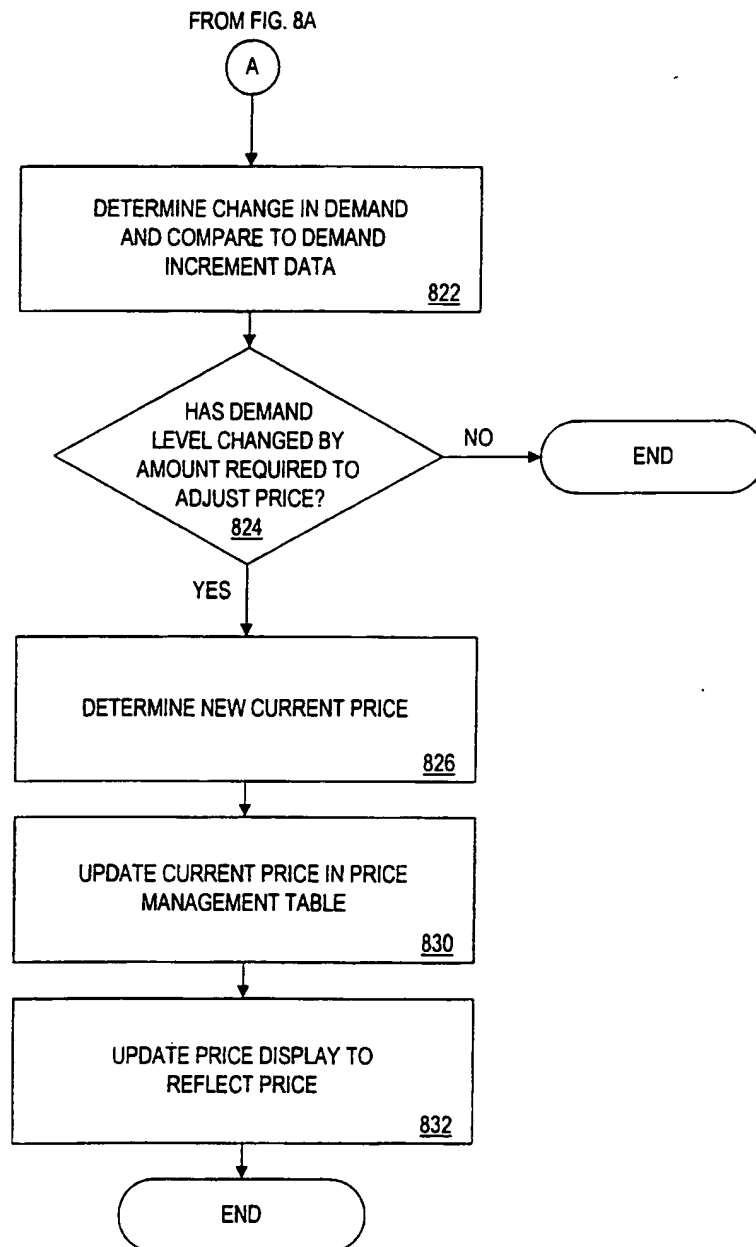 FROM FIG. 8A
A
DETERMINE CHANGE IN DEMAND
AND COMPARE TO DEMAND
INCREMENT DATA
822
HAS DEMAND
LEVEL CHANGED BY
AMOUNT REQUIRED TO
ADJUST PRICE?
824
NO
END
YES
DETERMINE NEW CURRENT PRICE
826
UPDATE CURRENT PRICE IN PRICE
MANAGEMENT TABLE
830
UPDATE PRICE DISPLAY TO
REFLECT PRICE
832
END